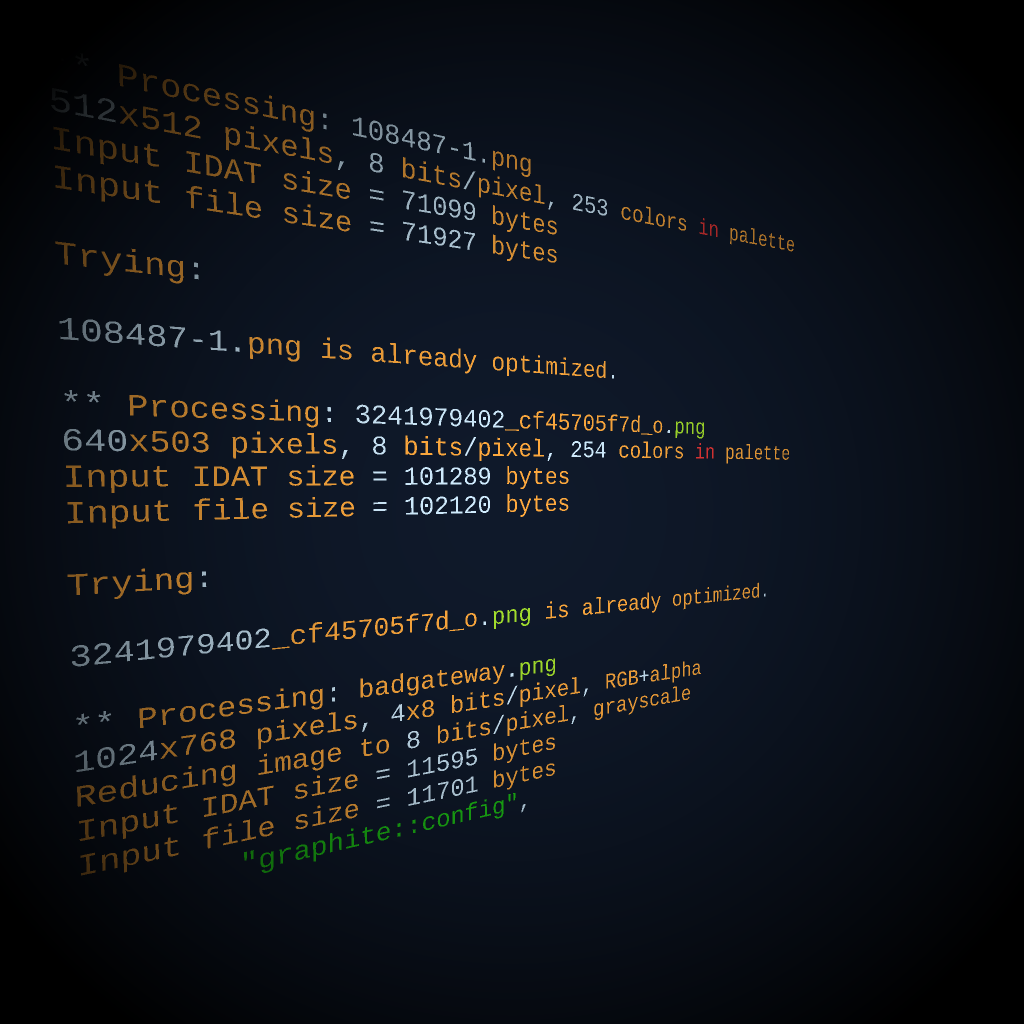 * Processing: 108487-1.png
512x512 pixels, 8 bits/pixel, 253 colors in palette
Input IDAT size = 71099 bytes
Input file size = 71927 bytes
Trying:
108487-1.png is already optimized.
** Processing: 3241979402_cf45705f7d_o.png
640x503 pixels, 8 bits/pixel, 254 colors in palette
Input IDAT size = 101289 bytes
Input file size = 102120 bytes
Trying:
3241979402_cf45705f7d_o.png is already optimized.
** Processing: badgateway.png
1024x768 pixels, 4x8 bits/pixel, RGB+alpha
Reducing image to 8 bits/pixel, grayscale
Input IDAT size = 11595 bytes
Input file size = 11701 bytes
"graphite::config",